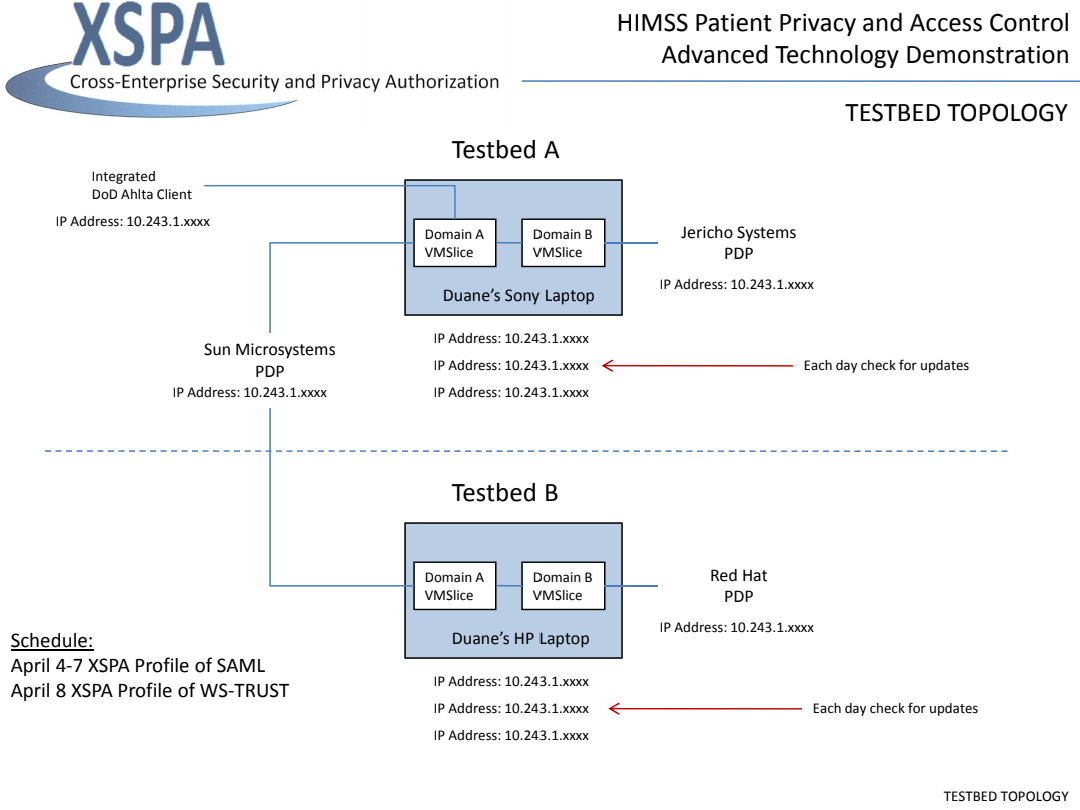 XSPA
Cross-Enterprise Security and Privacy Authorization
HIMSS Patient Privacy and Access Control
Advanced Technology Demonstration
TESTBED TOPOLOGY
Testbed A
Integrated
DoD Ahlta Client
IP Address: 10.243.1.xxxx
Domain A
VMSlice
Domain B
VMSlice
Duane's Sony Laptop
Jericho Systems
PDP
IP Address: 10.243.1.xxxx
IP Address: 10.243.1.xxxx
IP Address: 10.243.1.xxxx
IP Address: 10.243.1.xxxx
Each day check for updates
Sun Microsystems
PDP
IP Address: 10.243.1.xxxx
Testbed B
Domain A
VMSlice
Domain B
VMSlice
Duane's HP Laptop
Red Hat
PDP
IP Address: 10.243.1.xxxx
IP Address: 10.243.1.xxxx
IP Address: 10.243.1.xxxx
IP Address: 10.243.1.xxxx
Each day check for updates
Schedule:
April 4-7 XSPA Profile of SAML
April 8 XSPA Profile of WS-TRUST
TESTBED TOPOLOGY